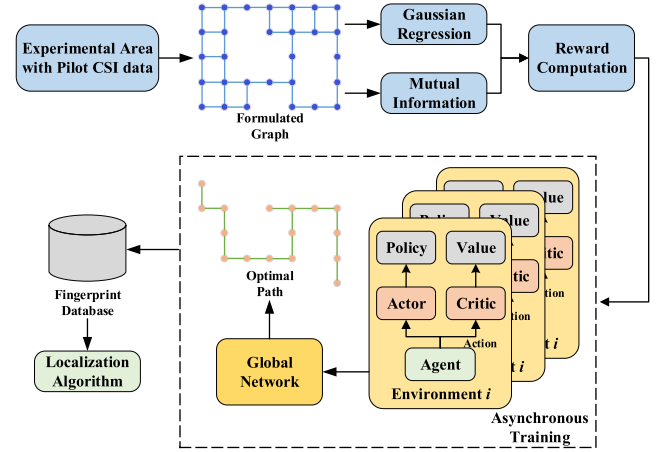 Experimental Area
with Pilot CSI data
Formulated
Graph
Gaussian
Regression
Mutual
Information
Reward
Computation
Fingerprint
Database
Localization
Algorithm
Optimal
Path
Global
Network
Policy
Value
Actor
Critic
Action
Agent
Environment i
Asynchronous
Training